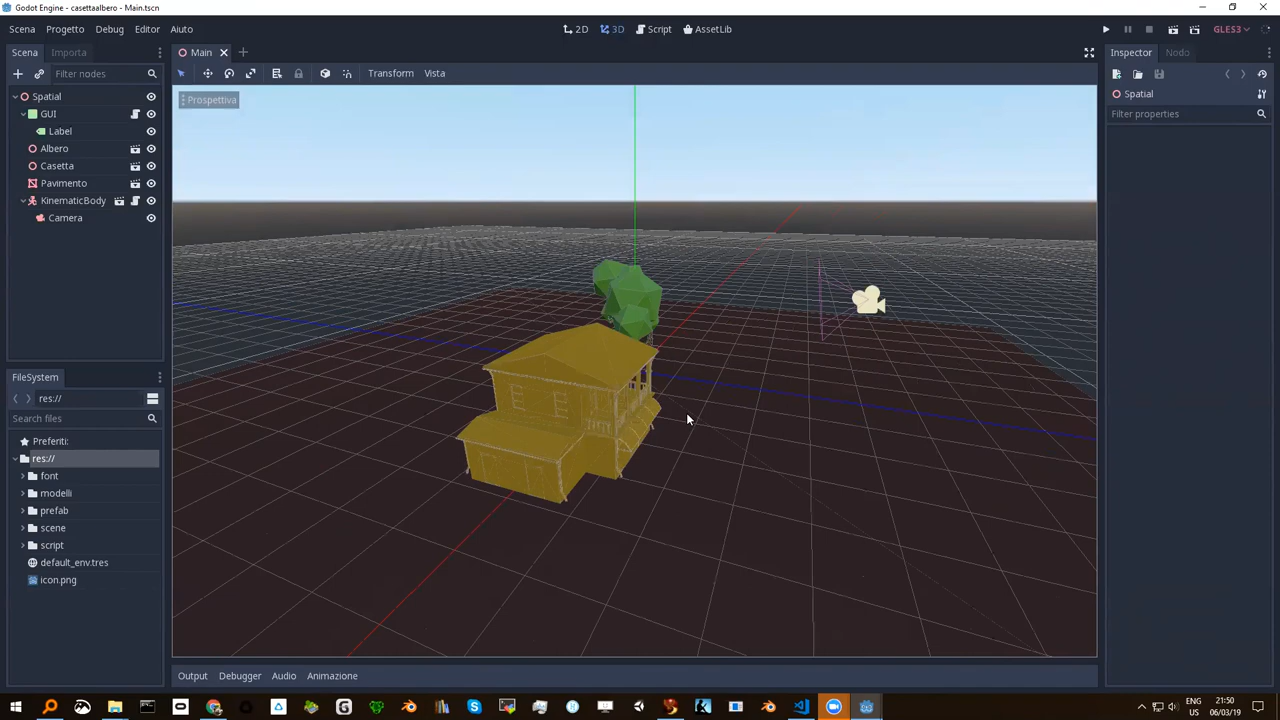 Godot Engine - casettaalbero - Main.tscn
Scena Progetto Debug Editor Aiuto
2D 3D Script AssetLib
GLES3
Scena Importa
Main
Inspector Nodo
Filter nodes
Transform Vista
Spatial
Spatial
Filter properties
Prospettiva
GUI
Label
Albero
Casetta
Pavimento
KinematicBody
Camera
FileSystem
res://
Search files
Preferiti:
res://
font
modelli
prefab
scene
script
default_env.tres
icon.png
Output Debugger Audio Animazione
ENG
US
21:50
06/03/19